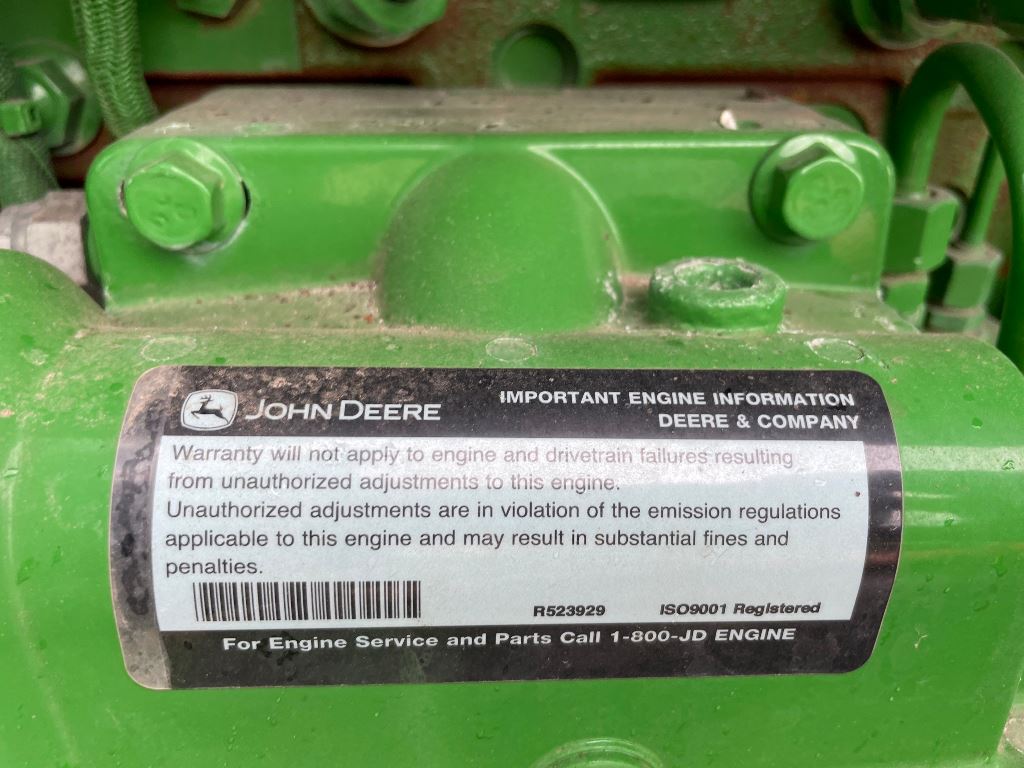 JOHN DEERE
IMPORTANT ENGINE INFORMATION
DEERE & COMPANY
Warranty will not apply to engine and drivetrain failures resulting
from unauthorized adjustments to this engine.
Unauthorized adjustments are in violation of the emission regulations
applicable to this engine and may result in substantial fines and
penalties.
R523929 ISO9001 Registered
For Engine Service and Parts Call 1-800-JD ENGINE